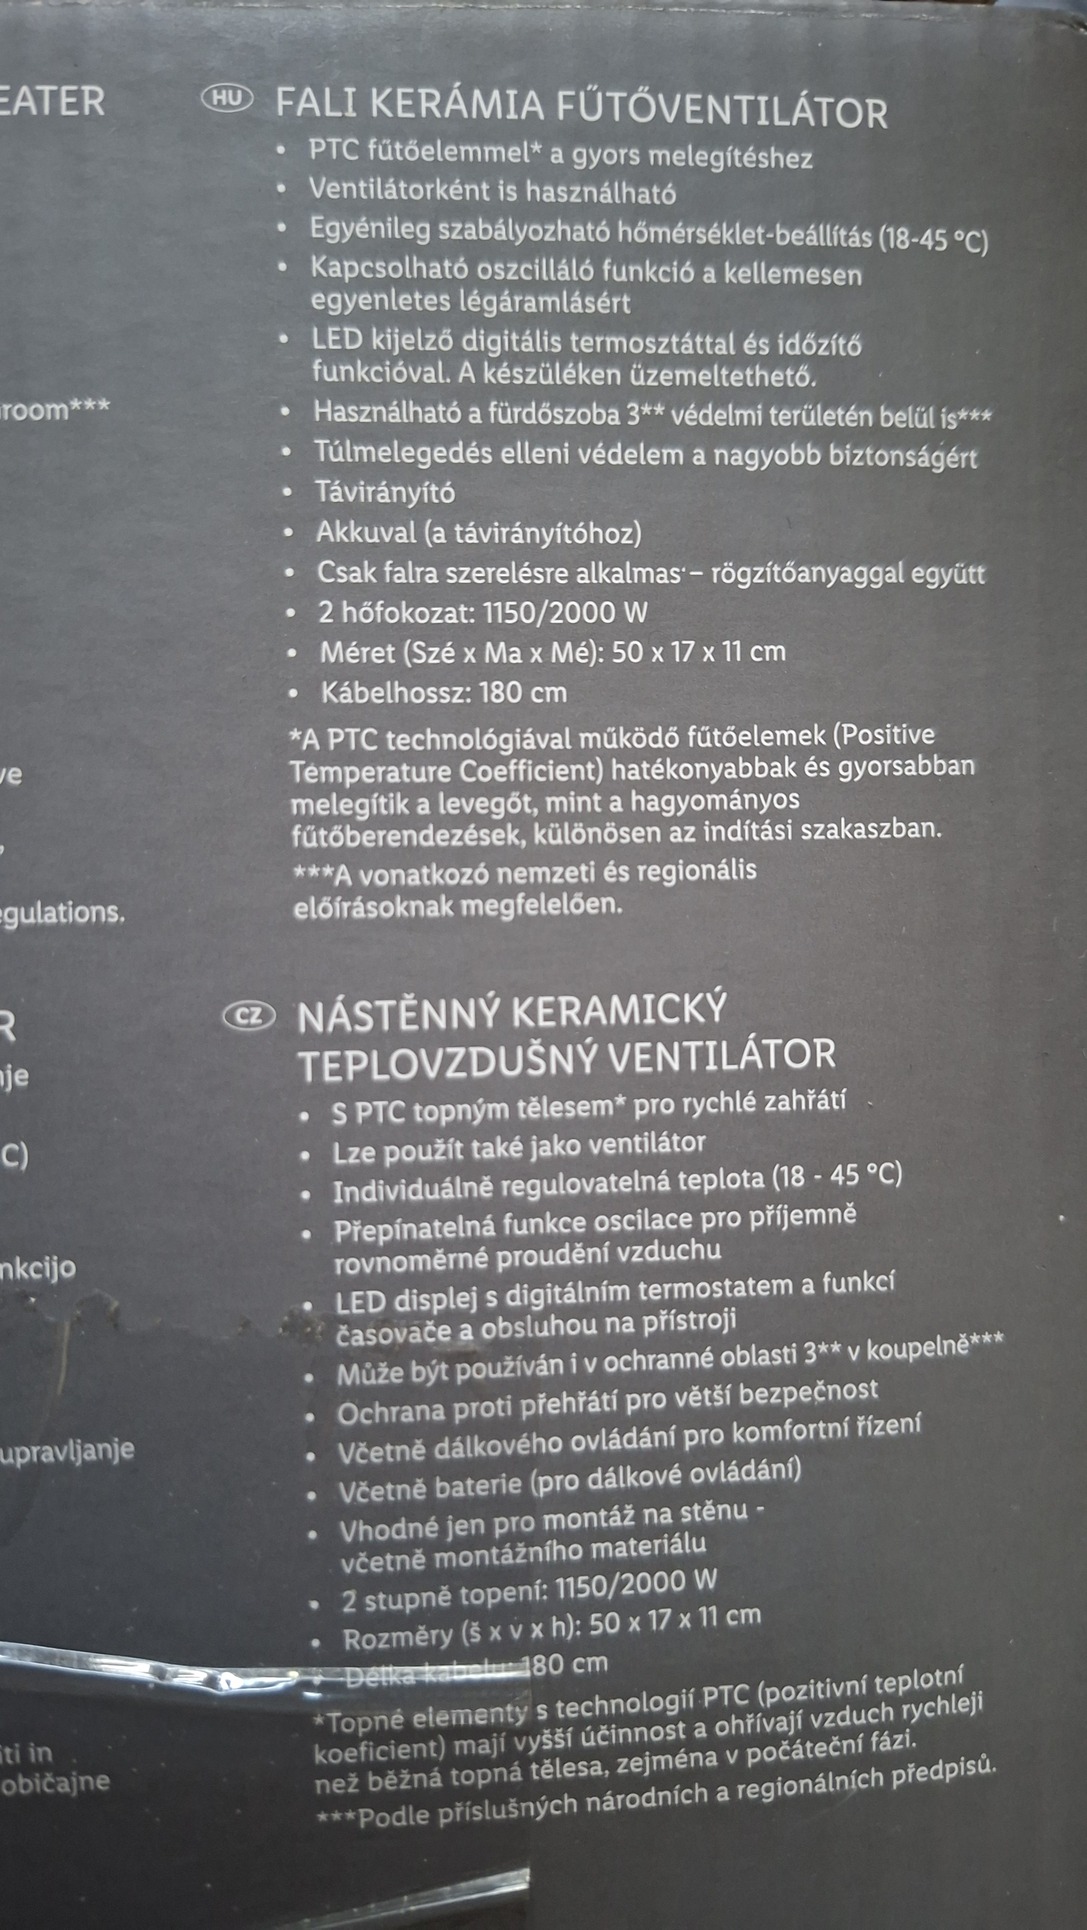 EATER
room***
ve
,
egulations.
R
nje
C)
nkcijo
upravljanje
iti in
običajne
HU FALI KERÁMIA FŰTŐVENTILÁTOR
• PTC fűtőelemmel* a gyors melegítéshez
• Ventilátorként is használható
• Egyénileg szabályozható hőmérséklet-beállítás (18-45 °C)
• Kapcsolható oszcilláló funkció a kellemesen
egyenletes légáramlásért
• LED kijelző digitális termosztáttal és időzítő
funkcióval. A készüléken üzemeltethető.
• Használható a fürdőszoba 3** védelmi területén belül is***
• Túlmelegedés elleni védelem a nagyobb biztonságért
• Távirányító
• Akkuval (a távirányítóhoz)
• Csak falra szerelésre alkalmas – rögzítőanyaggal együtt
• 2 hőfokozat: 1150/2000 W
• Méret (Szé x Ma x Mé): 50 x 17 x 11 cm
• Kábelhossz: 180 cm
*A PTC technológiával működő fűtőelemek (Positive
Temperature Coefficient) hatékonyabbak és gyorsabban
melegítik a levegőt, mint a hagyományos
fűtőberendezések, különösen az indítási szakaszban.
***A vonatkozó nemzeti és regionális
előírásoknak megfelelően.
CZ NÁSTĚNNÝ KERAMICKÝ
TEPLOVZDUŠNÝ VENTILÁTOR
• S PTC topným tělesem* pro rychlé zahřátí
• Lze použít také jako ventilátor
• Individuálně regulovatelná teplota (18 - 45 °C)
• Přepínatelná funkce oscilace pro příjemně
rovnoměrné proudění vzduchu
• LED displej s digitálním termostatem a funkcí
časovače a obsluhou na přístroji
• Může být používán i v ochranné oblasti 3** v koupelně***
• Ochrana proti přehřátí pro větší bezpečnost
• Včetně dálkového ovládání pro komfortní řízení
• Včetně baterie (pro dálkové ovládání)
• Vhodné jen pro montáž na stěnu -
včetně montážního materiálu
• 2 stupně topení: 1150/2000 W
• Rozměry (š x v x h): 50 x 17 x 11 cm
• Délka kabelu: 180 cm
*Topné elementy s technologií PTC (pozitivní teplotní
koeficient) mají vyšší účinnost a ohřívají vzduch rychleji
než běžná topná tělesa, zejména v počáteční fázi.
***Podle příslušných národních a regionálních předpisů.